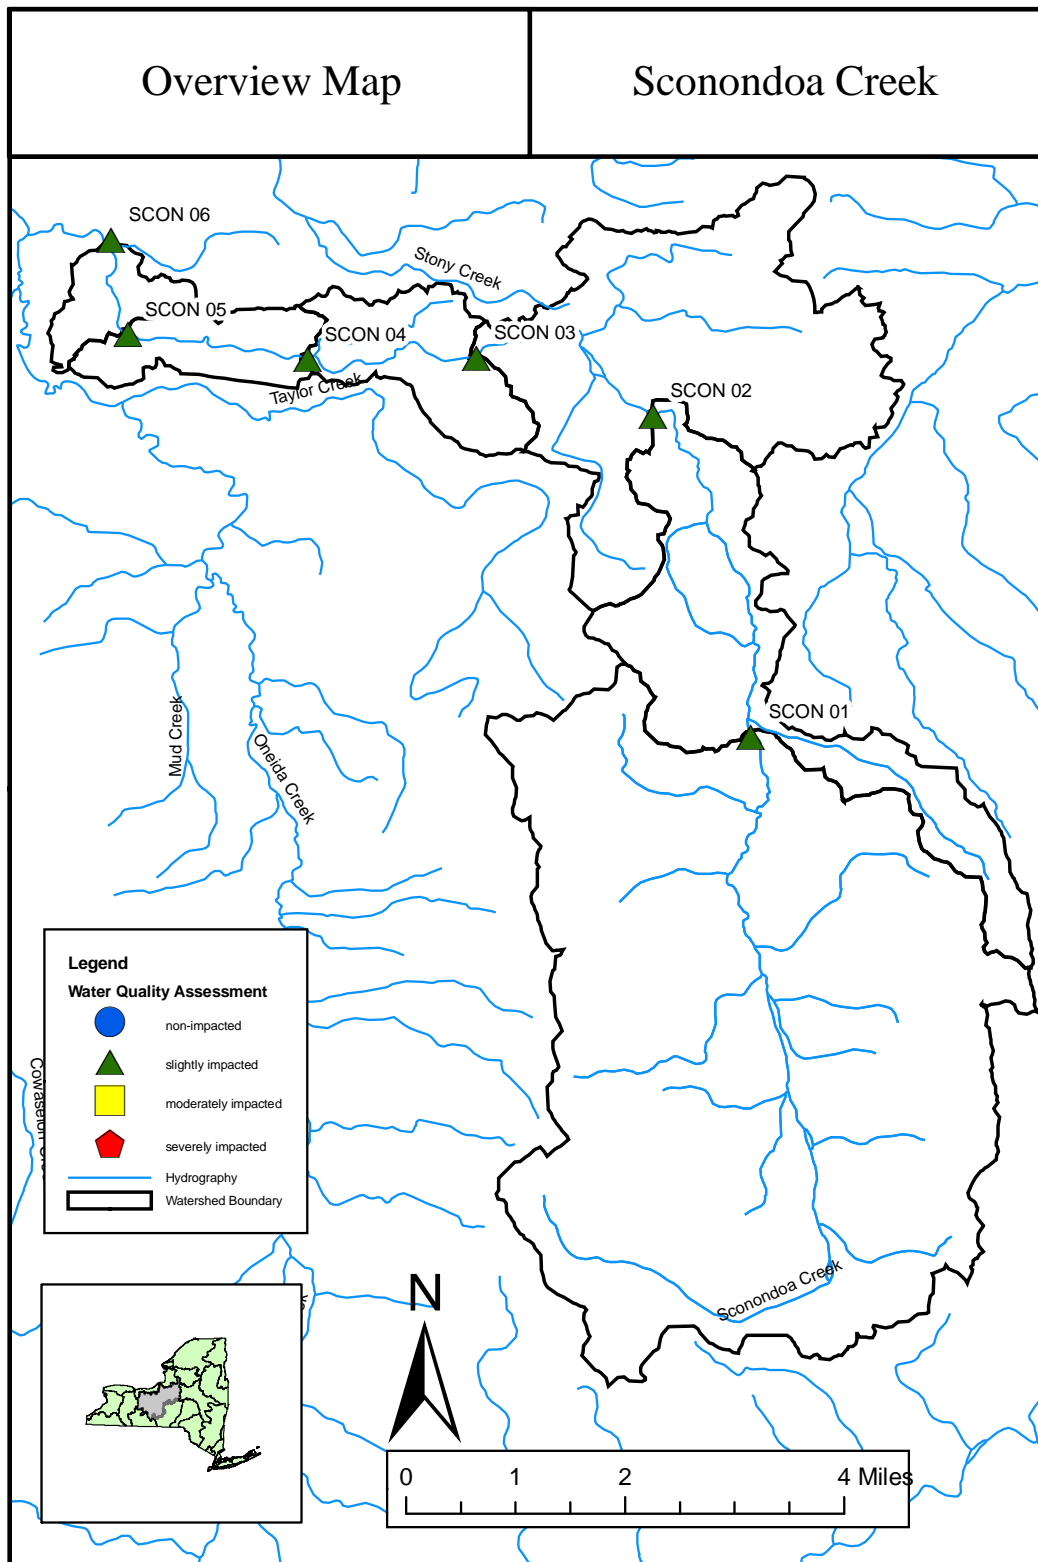 Overview Map
Sconondoa Creek
SCON 06
Stony Creek
SCON 05
SCON 04
SCON 03
Taylor Creek
SCON 02
SCON 01
Mud Creek
Oneida Creek
Legend
Water Quality Assessment
non-impacted
slightly impacted
moderately impacted
severely impacted
Hydrography
Watershed Boundary
Sconondoa Creek
N
0 1 2 4 Miles